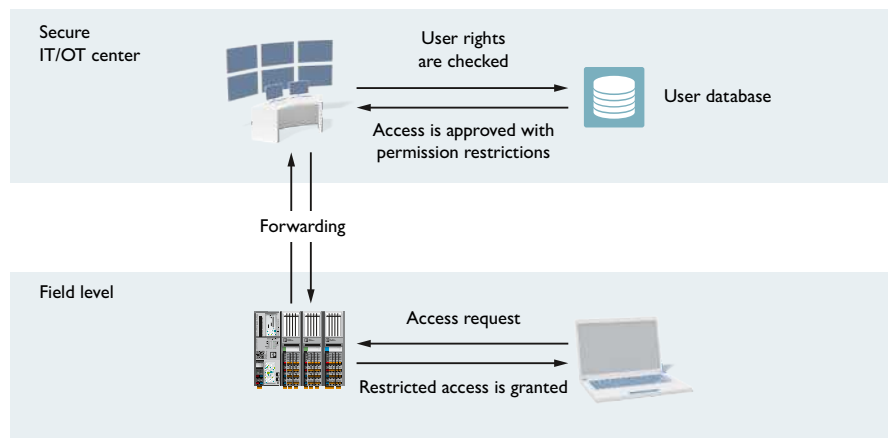 Secure
IT/OT center
User rights
are checked
User database
Access is approved with
permission restrictions
Forwarding
Field level
Access request
Restricted access is granted